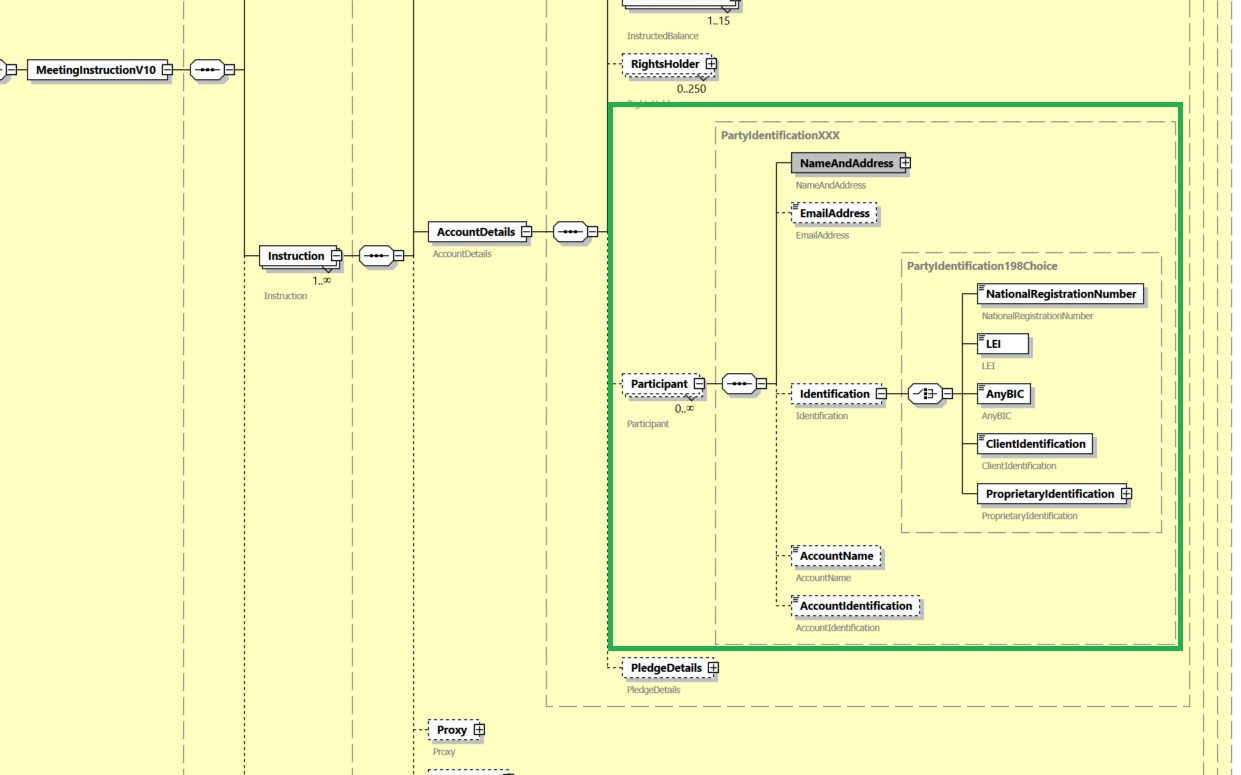 1..15
InstructedBalance
MeetingInstructionV10
RightsHolder
0..250
PartyIdentificationXXX
NameAndAddress
NameAndAddress
EmailAddress
EmailAddress
AccountDetails
AccountDetails
Instruction
1..∞
Instruction
PartyIdentification198Choice
NationalRegistrationNumber
NationalRegistrationNumber
LEI
LEI
Participant
0..∞
Participant
Identification
Identification
AnyBIC
AnyBIC
ClientIdentification
ClientIdentification
ProprietaryIdentification
ProprietaryIdentification
AccountName
AccountName
AccountIdentification
AccountIdentification
PledgeDetails
PledgeDetails
Proxy
Proxy